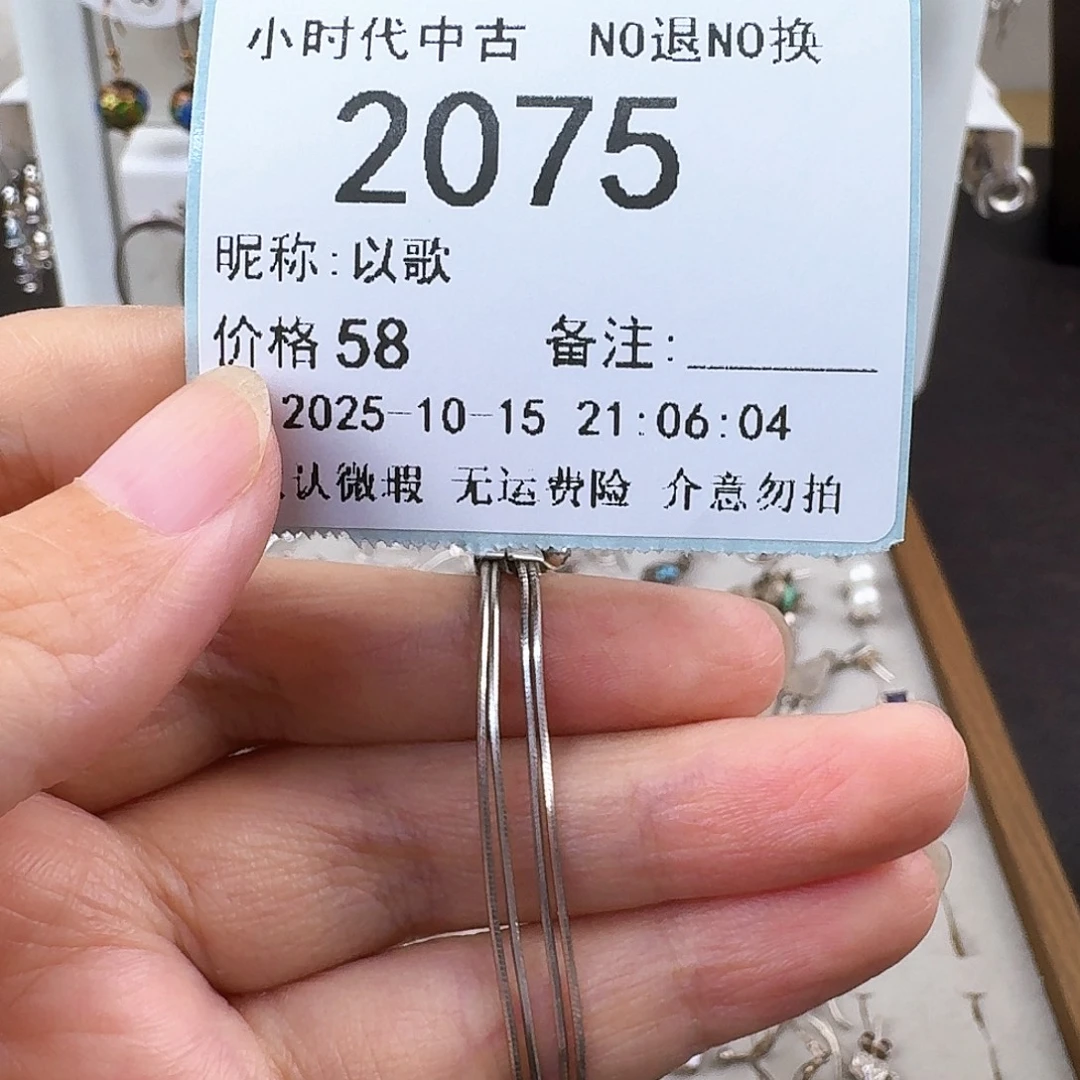 小时代中古 NO退NO换
2075
昵称:以歌
价格58 备注:
2025-10-15 21:06:04
认微瑕 无运费险 介意勿拍